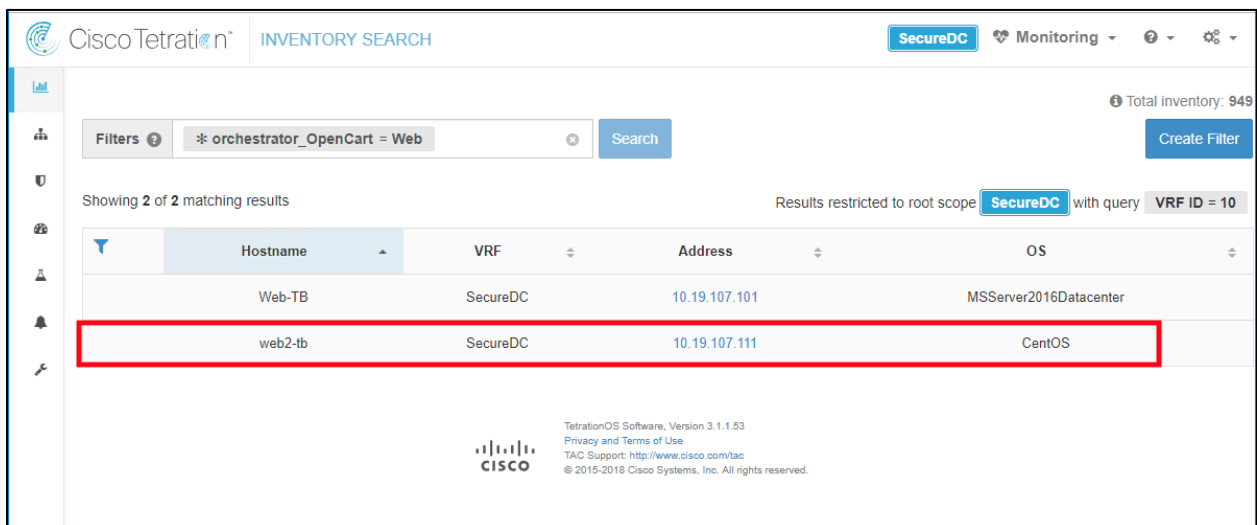 Cisco Tetration™ INVENTORY SEARCH SecureDC Monitoring
Total inventory: 949
Filters * orchestrator_OpenCart = Web Search Create Filter
Showing 2 of 2 matching results Results restricted to root scope SecureDC with query VRF ID = 10
Hostname VRF Address OS
Web-TB SecureDC 10.19.107.101 MSServer2016Datacenter
web2-tb SecureDC 10.19.107.111 CentOS
CISCO
TetrationOS Software, Version 3.1.1.53
Privacy and Terms of Use
TAC Support: http://www.cisco.com/tac
© 2015-2018 Cisco Systems, Inc. All rights reserved.